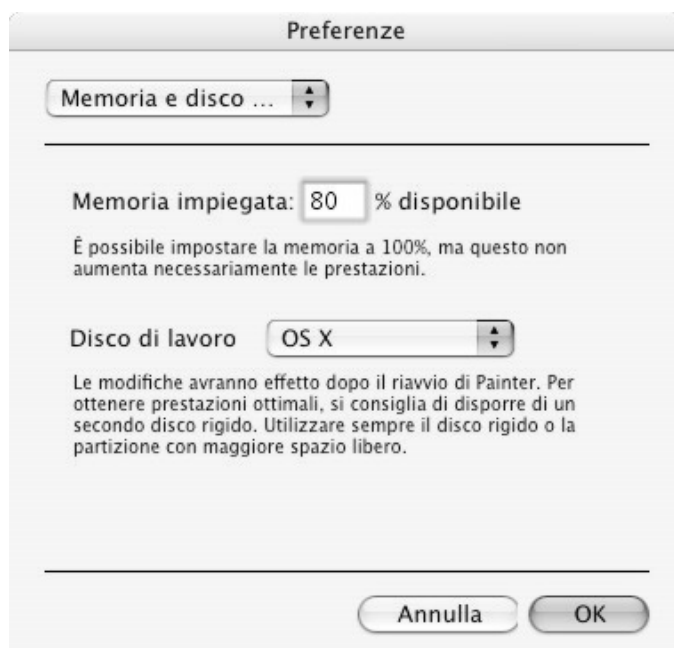 Preferenze
Memoria e disco ...
Memoria impiegata: 80 % disponibile
É possibile impostare la memoria a 100%, ma questo non
aumenta necessariamente le prestazioni.
Disco di lavoro OS X
Le modifiche avranno effetto dopo il riavvio di Painter. Per
ottenere prestazioni ottimali, si consiglia di disporre di un
secondo disco rigido. Utilizzare sempre il disco rigido o la
partizione con maggiore spazio libero.
Annulla OK